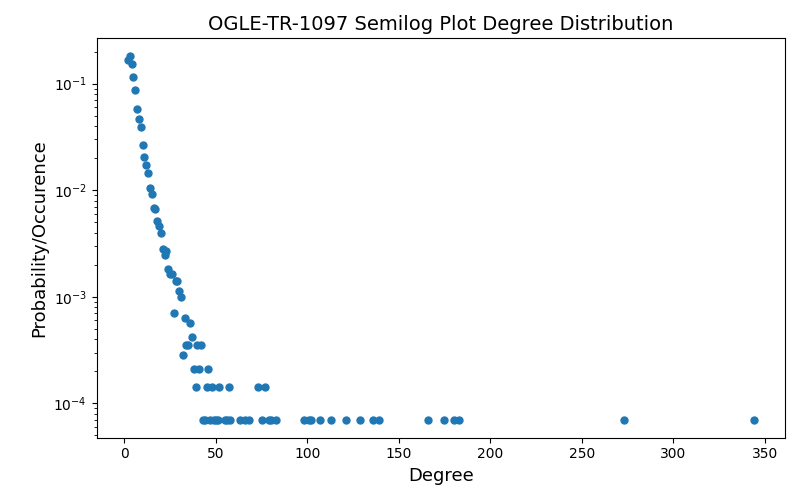 OGLE-TR-1097 Semilog Plot Degree Distribution
Probability/Occurence
10⁻¹
10⁻²
10⁻³
10⁻⁴
0 50 100 150 200 250 300 350
Degree